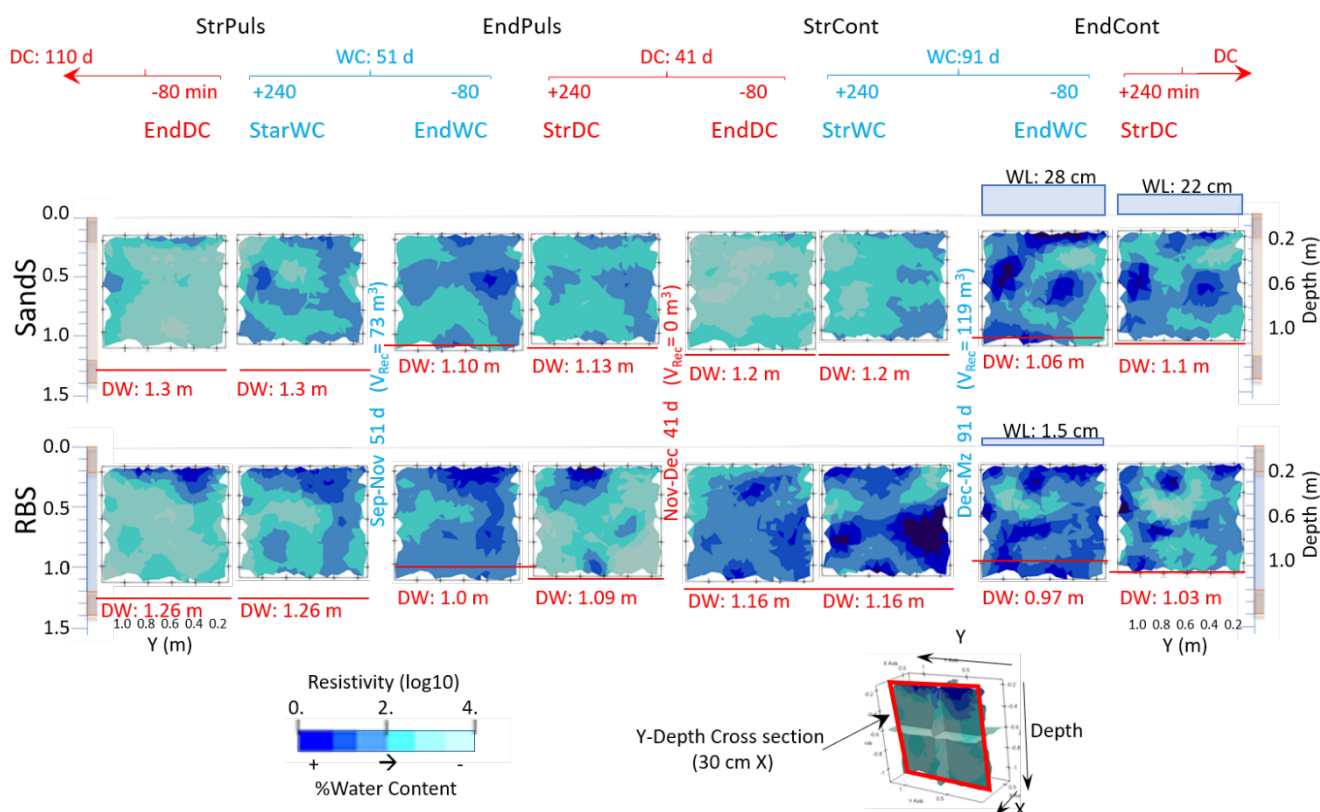 StrPuls EndPuls StrCont EndCont
DC: 110 d WC: 51 d DC: 41 d WC:91 d DC
-80 min +240 -80 +240 -80 +240 -80 +240 min
EndDC StarWC EndWC StrDC EndDC StrWC EndWC StrDC
WL: 28 cm WL: 22 cm
SandS
0.0
0.5
1.0
1.5
0.2
0.6
1.0
Depth (m)
DW: 1.3 m DW: 1.3 m DW: 1.10 m DW: 1.13 m DW: 1.2 m DW: 1.2 m DW: 1.06 m DW: 1.1 m
Sep-Nov 51 d (VRec= 73 m³)
Nov-Dec 41 d (VRec= 0 m³)
Dec-Mz 91 d (VRec= 119 m³)
WL: 1.5 cm
RBS
0.0
0.5
1.0
1.5
0.2
0.6
1.0
Depth (m)
DW: 1.26 m DW: 1.26 m DW: 1.0 m DW: 1.09 m DW: 1.16 m DW: 1.16 m DW: 0.97 m DW: 1.03 m
1.0 0.8 0.6 0.4 0.2 1.0 0.8 0.6 0.4 0.2
Y (m) Y (m)
Resistivity (log10)
0. 2. 4.
+ → -
%Water Content
Y
Y-Depth Cross section
(30 cm X)
Depth
X